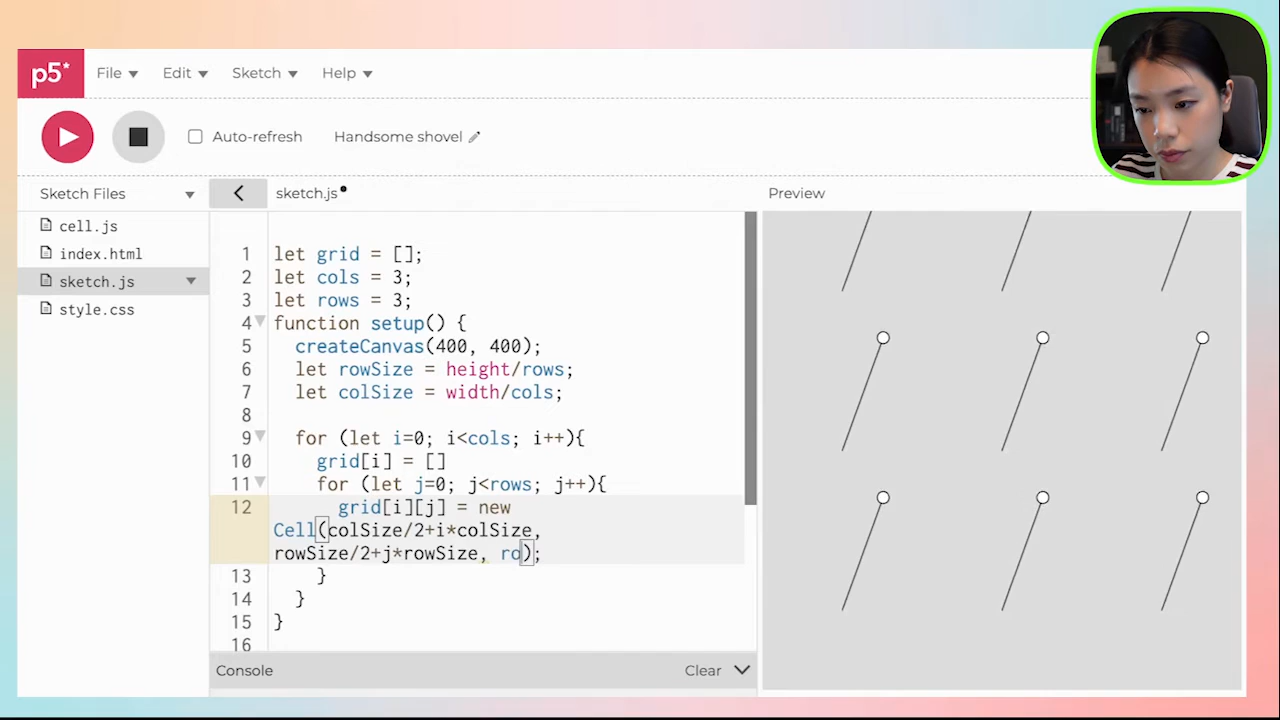 p5*
File Edit Sketch Help
Auto-refresh Handsome shovel
Sketch Files
cell.js
index.html
sketch.js
style.css
sketch.js
Preview
1 let grid = [];
2 let cols = 3;
3 let rows = 3;
4 function setup() {
5 createCanvas(400, 400);
6 let rowSize = height/rows;
7 let colSize = width/cols;
8
9 for (let i=0; i<cols; i++){
10 grid[i] = []
11 for (let j=0; j<rows; j++){
12 grid[i][j] = new
Cell(colSize/2+i*colSize,
rowSize/2+j*rowSize, ro);
13 }
14 }
15 }
16
Console Clear